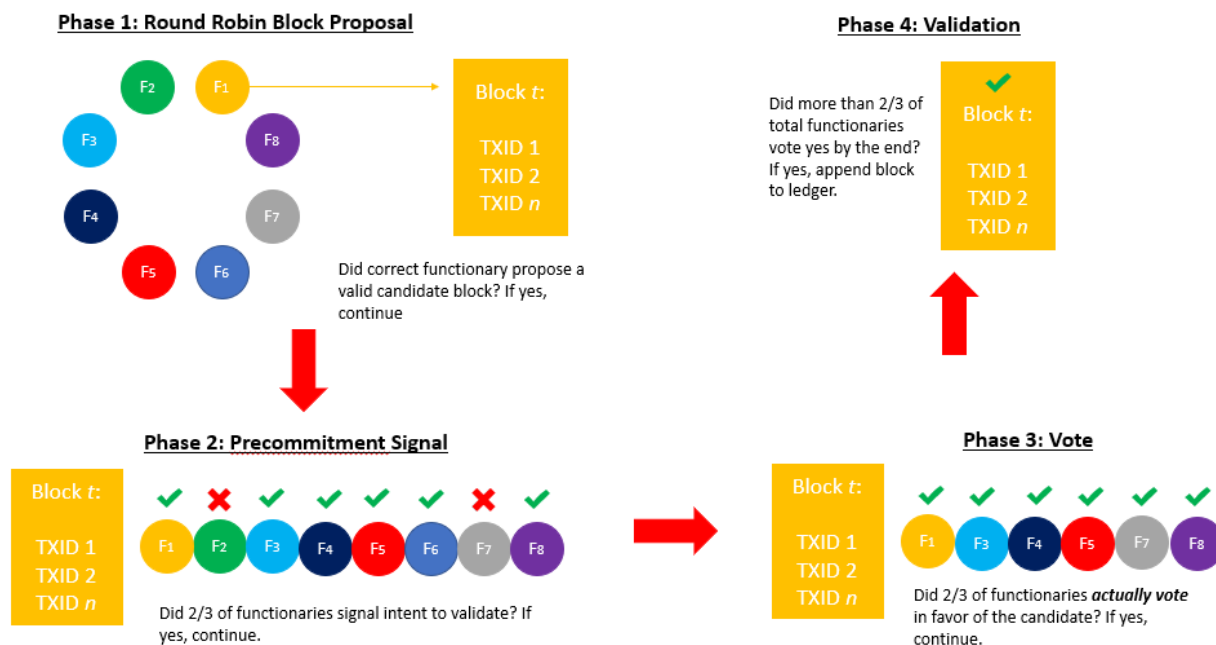 Phase 1: Round Robin Block Proposal
F2
F1
F3
F8
F4
F7
F5
F6
Block t:
TXID 1
TXID 2
TXID n
Did correct functionary propose a
valid candidate block? If yes,
continue
Phase 2: Precommitment Signal
Block t:
TXID 1
TXID 2
TXID n
F1
F2
F3
F4
F5
F6
F7
F8
Did 2/3 of functionaries signal intent to validate? If
yes, continue.
Phase 3: Vote
Block t:
TXID 1
TXID 2
TXID n
F1
F3
F4
F5
F7
F8
Did 2/3 of functionaries actually vote
in favor of the candidate? If yes,
continue.
Phase 4: Validation
Did more than 2/3 of
total functionaries
vote yes by the end?
If yes, append block
to ledger.
Block t:
TXID 1
TXID 2
TXID n